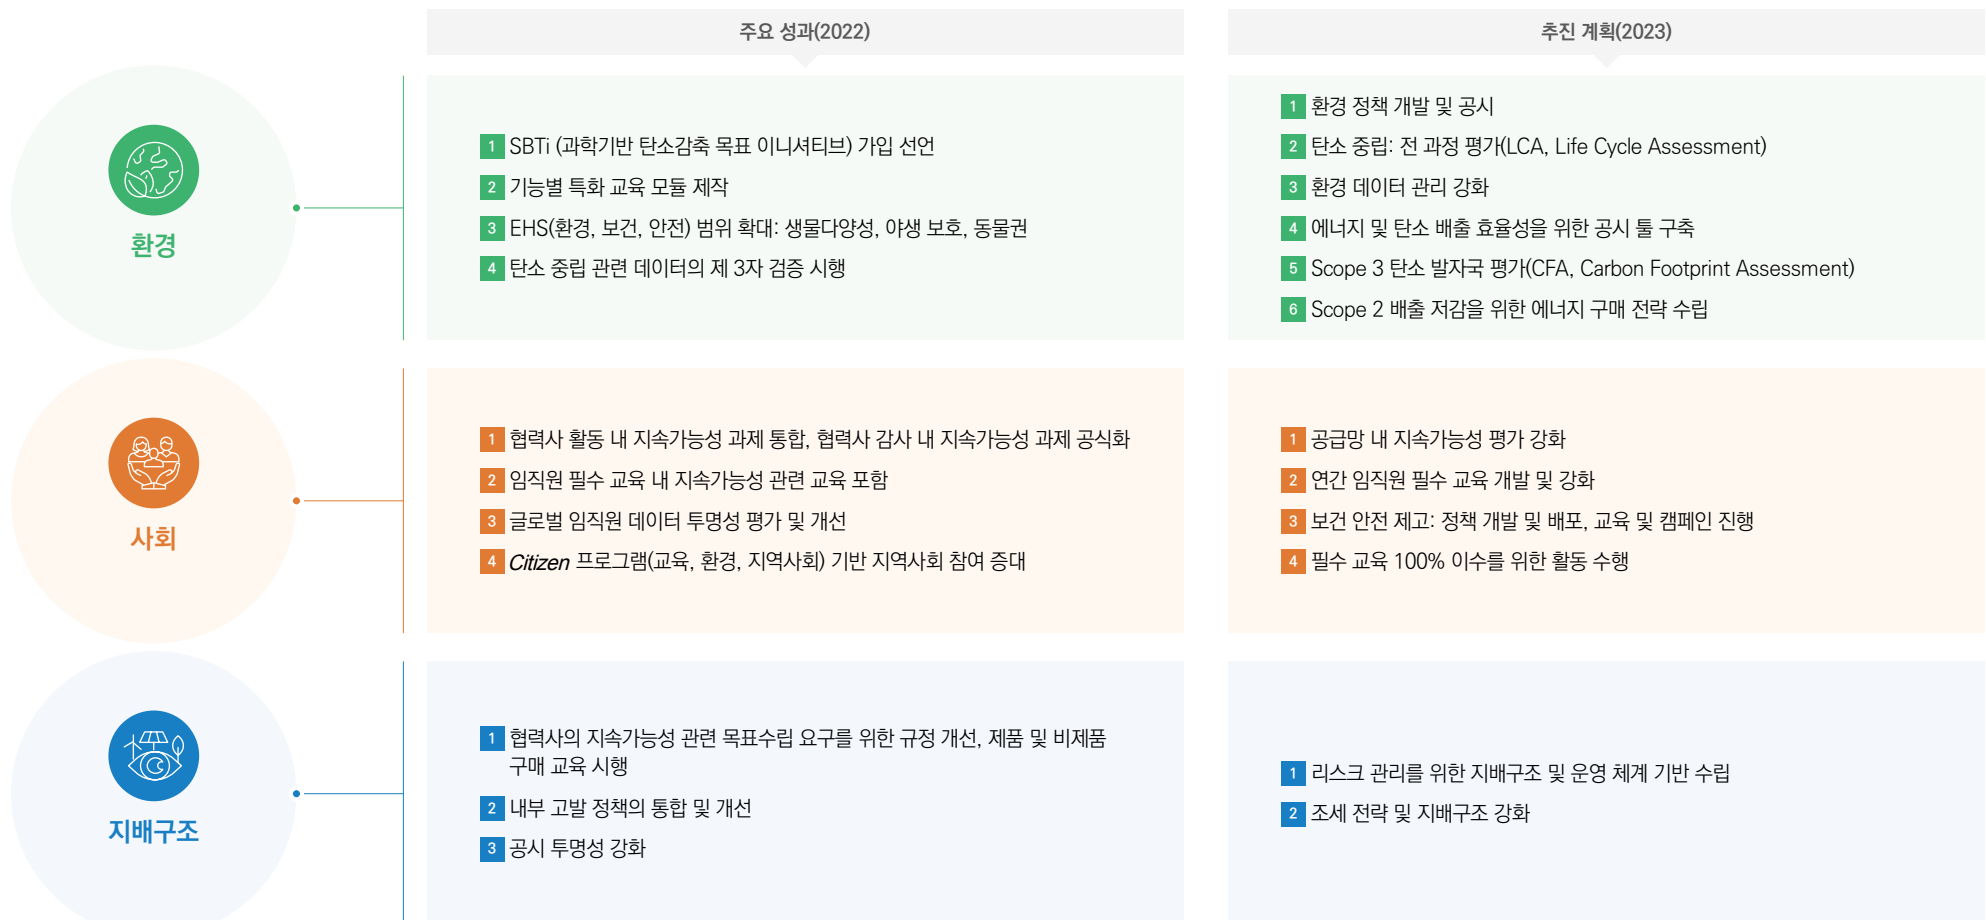 주요 성과(2022)
추진 계획(2023)
환경
1 SBTi (과학기반 탄소감축 목표 이니셔티브) 가입 선언
2 기능별 특화 교육 모듈 제작
3 EHS(환경, 보건, 안전) 범위 확대: 생물다양성, 야생 보호, 동물권
4 탄소 중립 관련 데이터의 제 3자 검증 시행
1 환경 정책 개발 및 공시
2 탄소 중립: 전 과정 평가(LCA, Life Cycle Assessment)
3 환경 데이터 관리 강화
4 에너지 및 탄소 배출 효율성을 위한 공시 툴 구축
5 Scope 3 탄소 발자국 평가(CFA, Carbon Footprint Assessment)
6 Scope 2 배출 저감을 위한 에너지 구매 전략 수립
사회
1 협력사 활동 내 지속가능성 과제 통합, 협력사 감사 내 지속가능성 과제 공식화
2 임직원 필수 교육 내 지속가능성 관련 교육 포함
3 글로벌 임직원 데이터 투명성 평가 및 개선
4 Citizen 프로그램(교육, 환경, 지역사회) 기반 지역사회 참여 증대
1 공급망 내 지속가능성 평가 강화
2 연간 임직원 필수 교육 개발 및 강화
3 보건 안전 제고: 정책 개발 및 배포, 교육 및 캠페인 진행
4 필수 교육 100% 이수를 위한 활동 수행
지배구조
1 협력사의 지속가능성 관련 목표수립 요구를 위한 규정 개선, 제품 및 비제품
구매 교육 시행
2 내부 고발 정책의 통합 및 개선
3 공시 투명성 강화
1 리스크 관리를 위한 지배구조 및 운영 체계 기반 수립
2 조세 전략 및 지배구조 강화